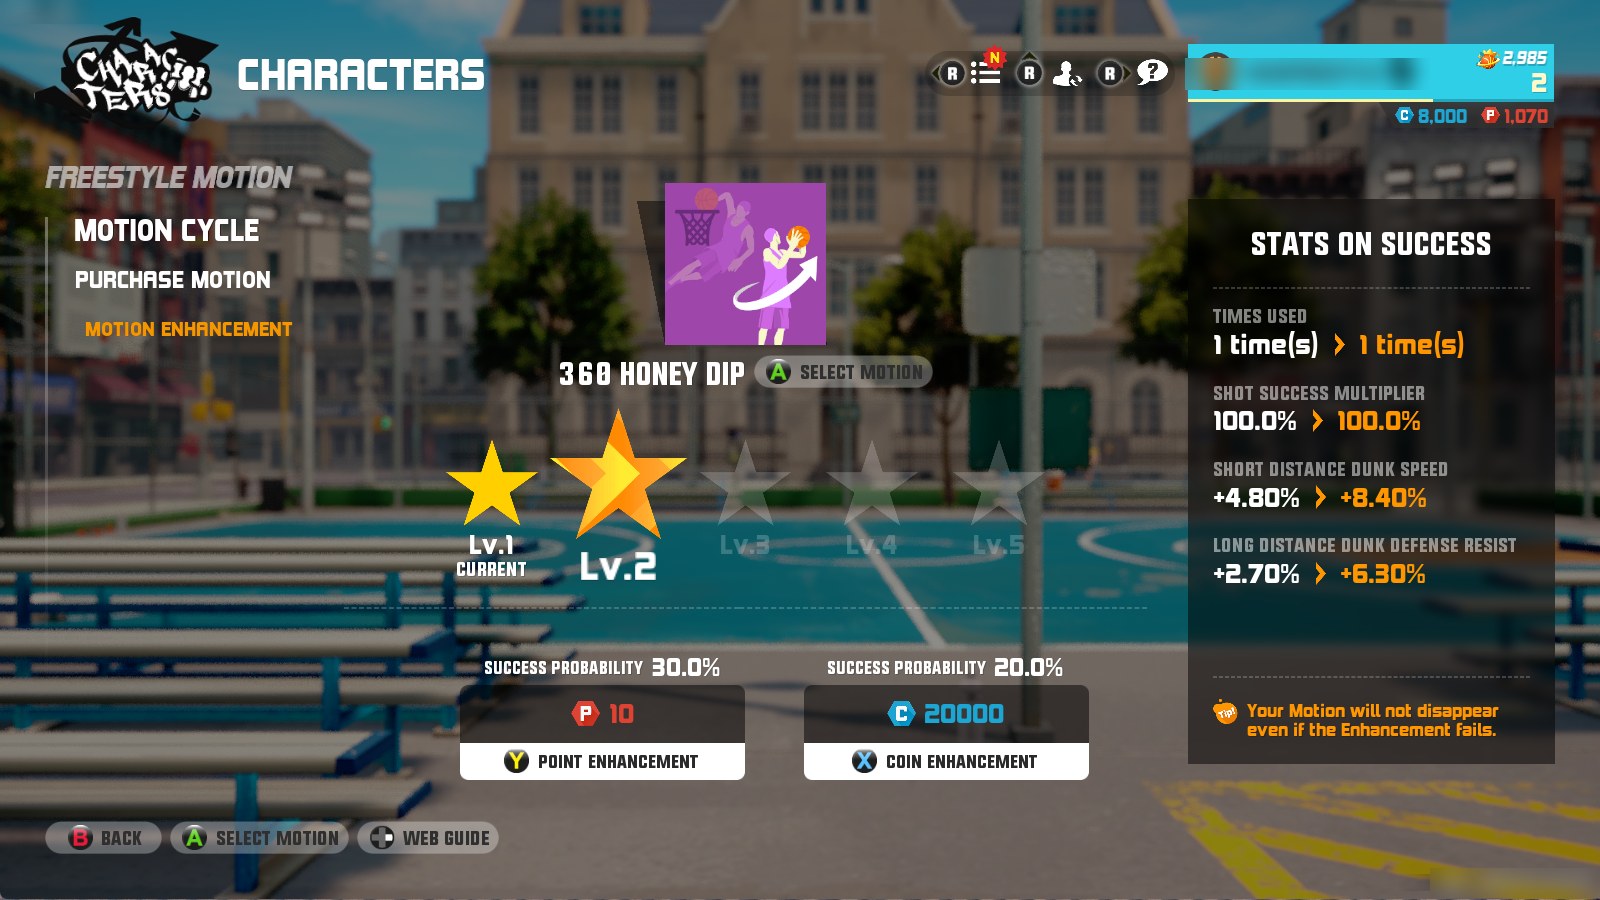 CHARACTERS
CHARACTERS
R
N
R
R
2,985
2
C 8,000 P 1,070
FREESTYLE MOTION
MOTION CYCLE
PURCHASE MOTION
MOTION ENHANCEMENT
360 HONEY DIP
A SELECT MOTION
Lv.1
CURRENT
Lv.2
Lv.3
Lv.4
Lv.5
SUCCESS PROBABILITY 30.0%
P 10
Y POINT ENHANCEMENT
SUCCESS PROBABILITY 20.0%
C 20000
X COIN ENHANCEMENT
STATS ON SUCCESS
TIMES USED
1 time(s) > 1 time(s)
SHOT SUCCESS MULTIPLIER
100.0% > 100.0%
SHORT DISTANCE DUNK SPEED
+4.80% > +8.40%
LONG DISTANCE DUNK DEFENSE RESIST
+2.70% > +6.30%
Tip! Your Motion will not disappear
even if the Enhancement fails.
B BACK
A SELECT MOTION
WEB GUIDE